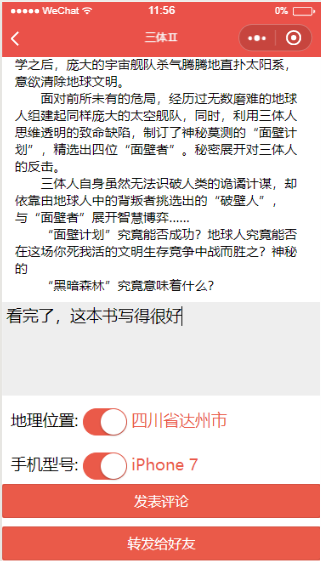 WeChat 11:56 0%
三体Ⅱ
学之后，庞大的宇宙舰队杀气腾腾地直扑太阳系，
意欲清除地球文明。
面对前所未有的危局，经历过无数磨难的地球
人组建起同样庞大的太空舰队，同时，利用三体人
思维透明的致命缺陷，制订了神秘莫测的“面壁计
划”，精选出四位“面壁者”。秘密展开对三体人
的反击。
三体人自身虽然无法识破人类的诡谲计谋，却
依靠由地球人中的背叛者挑选出的“破壁人”，
与“面壁者”展开智慧博弈......
“面壁计划”究竟能否成功？地球人究竟能否
在这场你死我活的文明生存竞争中战而胜之？神秘
的
“黑暗森林”究竟意味着什么？
看完了，这本书写得很好
地理位置: 四川省达州市
手机型号: iPhone 7
发表评论
转发给好友